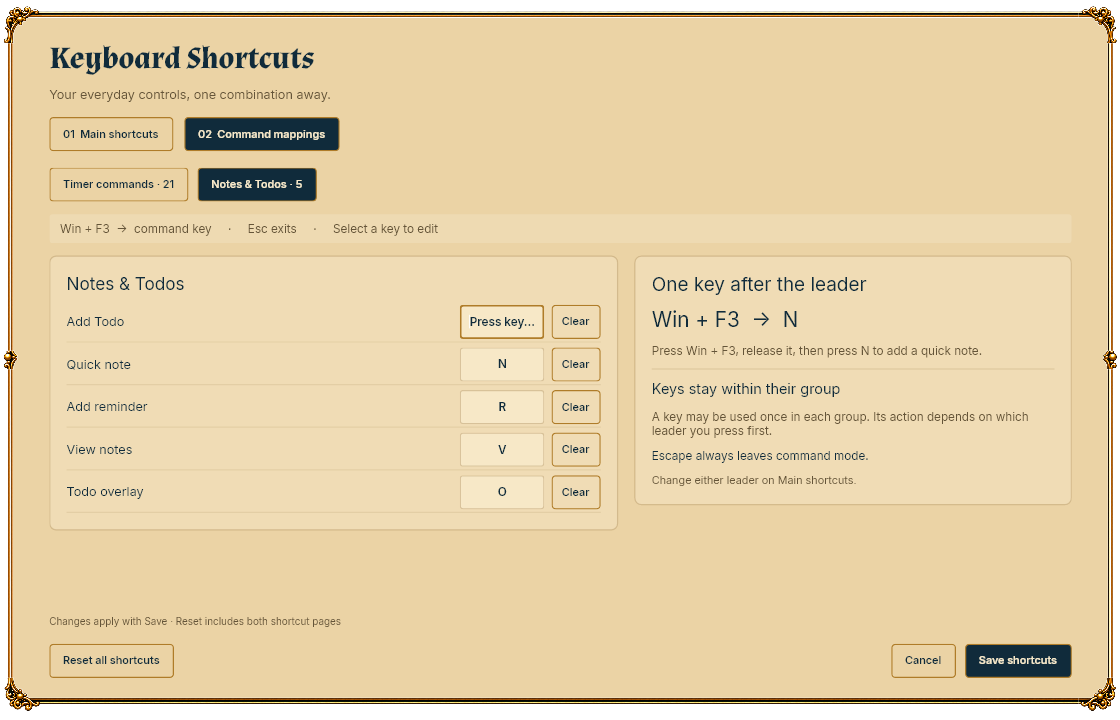 Keyboard Shortcuts
Your everyday controls, one combination away.
01 Main shortcuts
02 Command mappings
Timer commands · 21
Notes & Todos · 5
Win + F3 → command key · Esc exits · Select a key to edit
Notes & Todos
Add Todo Press key... Clear
Quick note N Clear
Add reminder R Clear
View notes V Clear
Todo overlay O Clear
One key after the leader
Win + F3 → N
Press Win + F3, release it, then press N to add a quick note.
Keys stay within their group
A key may be used once in each group. Its action depends on which
leader you press first.
Escape always leaves command mode.
Change either leader on Main shortcuts.
Changes apply with Save · Reset includes both shortcut pages
Reset all shortcuts
Cancel
Save shortcuts